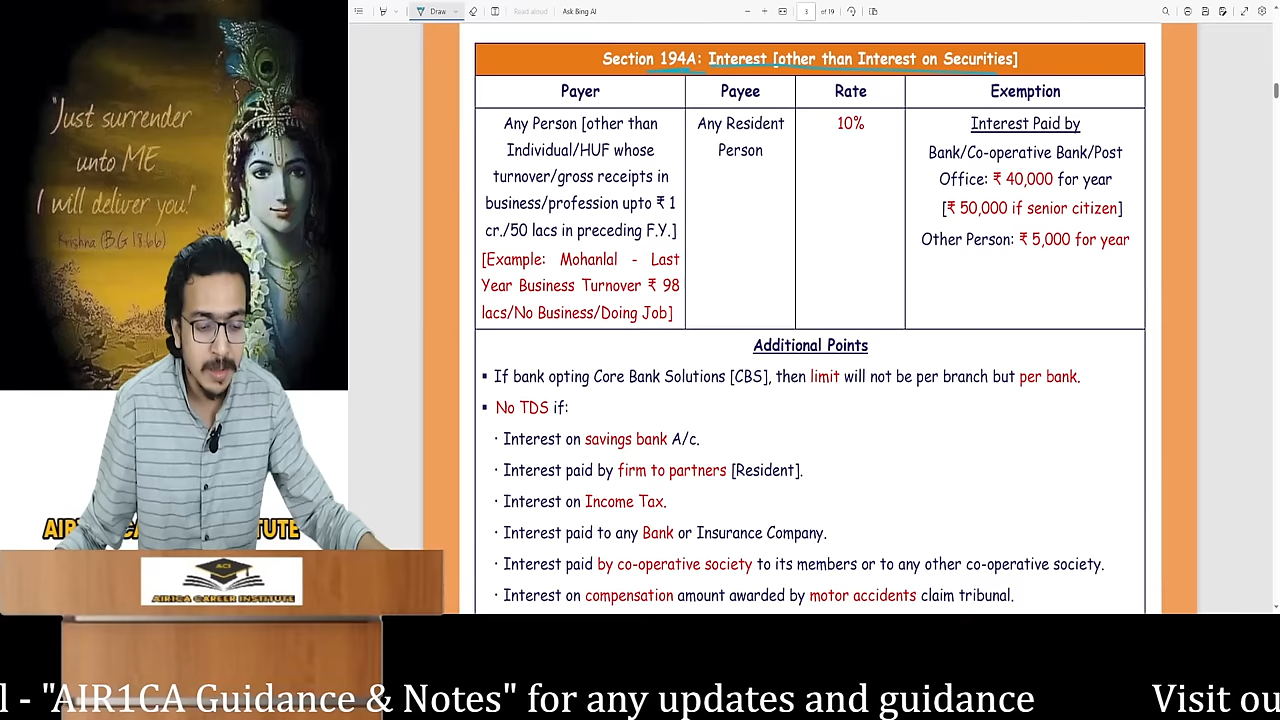 "Just surrender
unto ME
I will deliver you!"
Krishna (B.G 18:66)
ACI
AIR1CA CAREER INSTITUTE
Draw
Read aloud
Ask Bing AI
3
of 19
Section 194A: Interest [other than Interest on Securities]
Payer
Payee
Rate
Exemption
Any Person [other than
Individual/HUF whose
turnover/gross receipts in
business/profession upto ₹ 1
cr./50 lacs in preceding F.Y.]
[Example: Mohanlal - Last
Year Business Turnover ₹ 98
lacs/No Business/Doing Job]
Any Resident
Person
10%
Interest Paid by
Bank/Co-operative Bank/Post
Office: ₹ 40,000 for year
[₹ 50,000 if senior citizen]
Other Person: ₹ 5,000 for year
Additional Points
▪ If bank opting Core Bank Solutions [CBS], then limit will not be per branch but per bank.
▪ No TDS if:
· Interest on savings bank A/c.
· Interest paid by firm to partners [Resident].
· Interest on Income Tax.
· Interest paid to any Bank or Insurance Company.
· Interest paid by co-operative society to its members or to any other co-operative society.
· Interest on compensation amount awarded by motor accidents claim tribunal.
l - "AIR1CA Guidance & Notes" for any updates and guidance
Visit ou